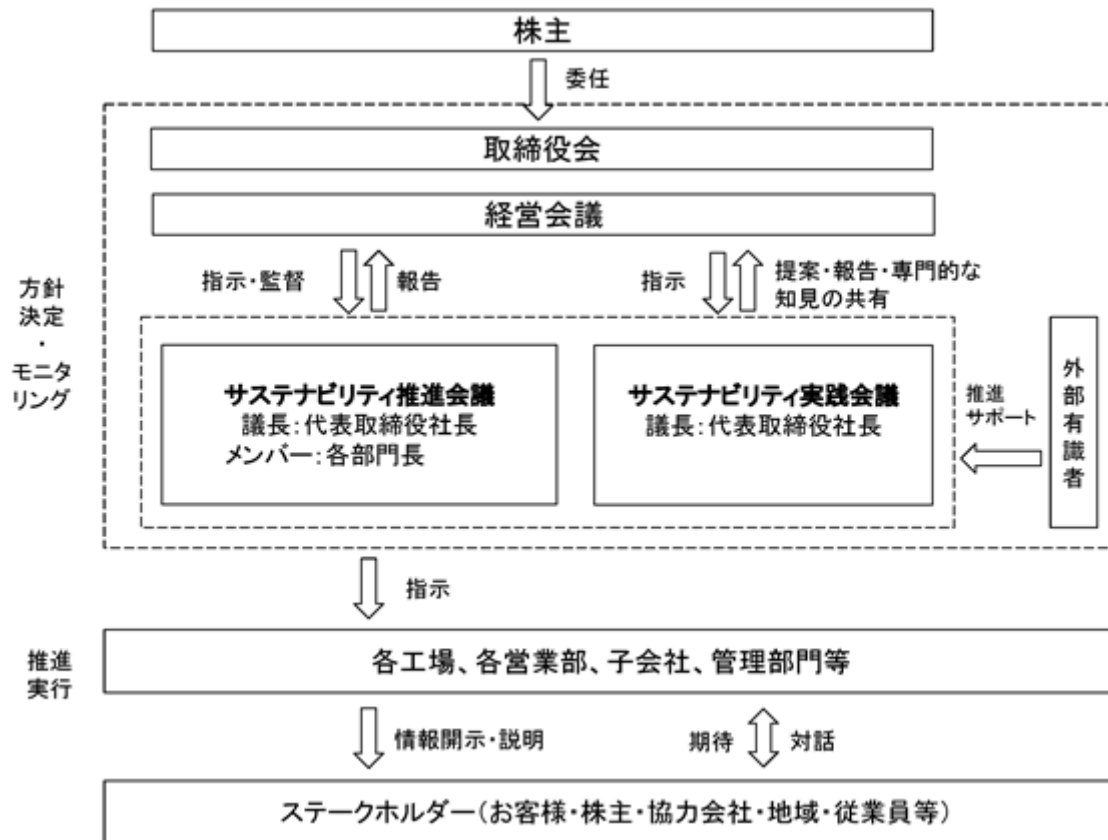 株主
委任
取締役会
経営会議
指示・監督
報告
指示
提案・報告・専門的な
知見の共有
方針
決定
・
モニタ
リング
サステナビリティ推進会議
議長：代表取締役社長
メンバー：各部門長
サステナビリティ実践会議
議長：代表取締役社長
推進
サポート
外部有識者
指示
推進
実行
各工場、各営業部、子会社、管理部門等
情報開示・説明
期待
対話
ステークホルダー（お客様・株主・協力会社・地域・従業員等）